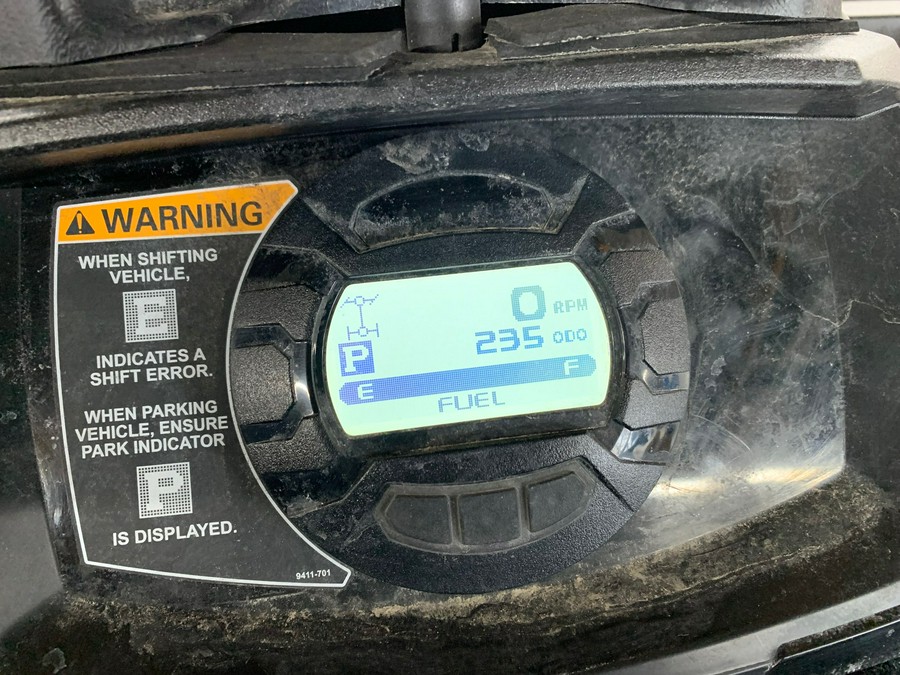 WARNING
WHEN SHIFTING
VEHICLE,
E
INDICATES A
SHIFT ERROR.
WHEN PARKING
VEHICLE, ENSURE
PARK INDICATOR
P
IS DISPLAYED.
9411-701
0 RPM
235 ODO
P
E F
FUEL